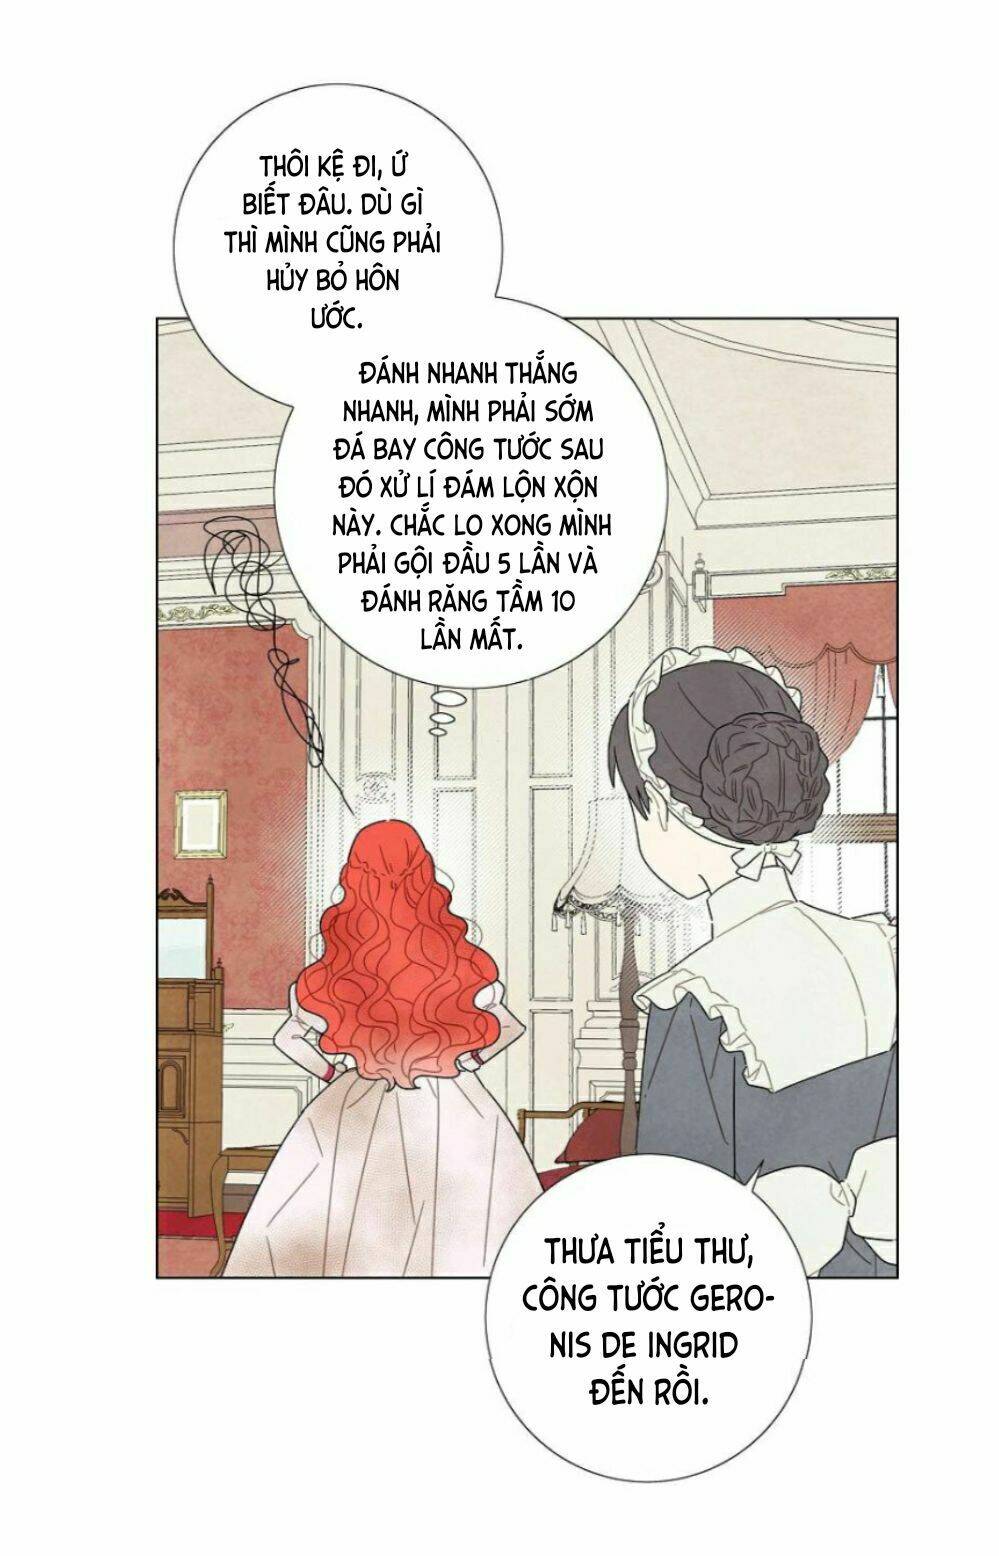 THÔI KỆ ĐI, Ứ
BIẾT ĐÂU. DÙ GÌ
THÌ MÌNH CŨNG PHẢI
HỦY BỎ HÔN
ƯỚC.
ĐÁNH NHANH THẮNG
NHANH, MÌNH PHẢI SỚM
ĐÁ BAY CÔNG TƯỚC SAU
ĐÓ XỬ LÍ ĐÁM LỘN XỘN
NÀY. CHẮC LO XONG MÌNH
PHẢI GỘI ĐẦU 5 LẦN VÀ
ĐÁNH RĂNG TẦM 10
LẦN MẤT.
THƯA TIỂU THƯ,
CÔNG TƯỚC GERO-
NIS DE INGRID
ĐẾN RỒI.